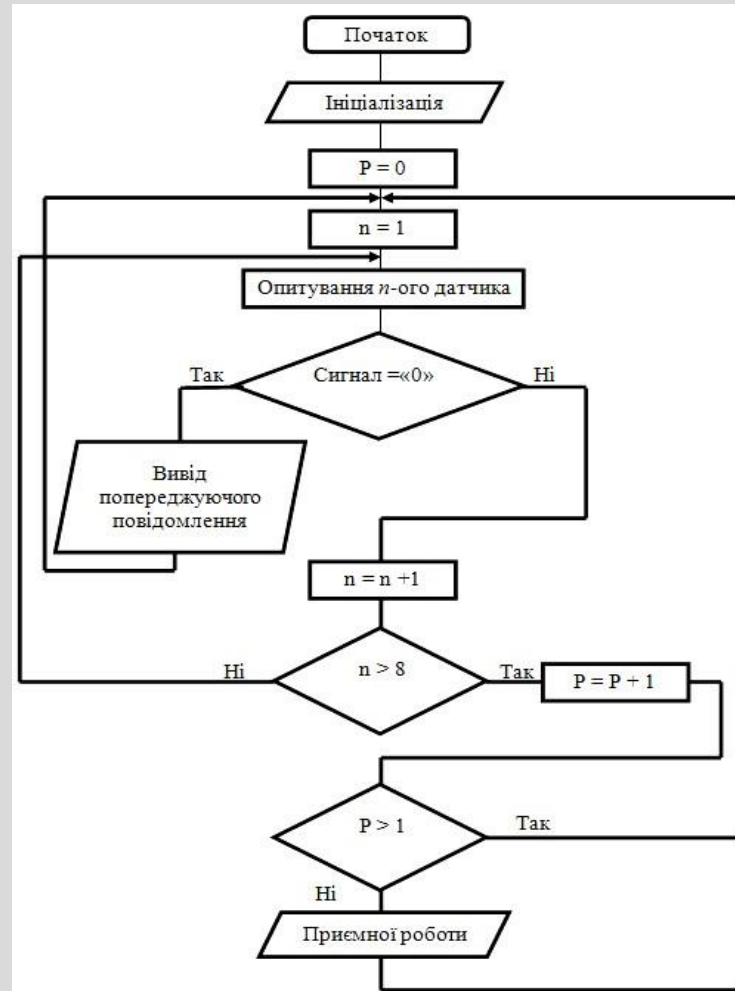 Початок
Ініціалізація
P = 0
n = 1
Опитування n-ого датчика
Сигнал =«0»
Так
Ні
Вивід
попереджуючого
повідомлення
n = n +1
n > 8
Ні
Так
P = P + 1
P > 1
Так
Ні
Приємної роботи